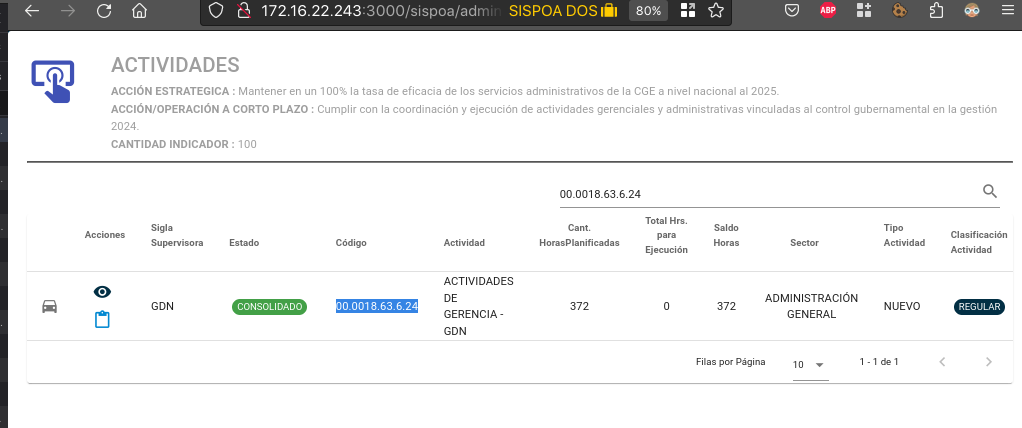 172.16.22.243:3000/sispoa/admin
SISPOA DOS
80%
ABP
ACTIVIDADES
ACCIÓN ESTRATEGICA : Mantener en un 100% la tasa de eficacia de los servicios administrativos de la CGE a nivel nacional al 2025.
ACCIÓN/OPERACIÓN A CORTO PLAZO : Cumplir con la coordinación y ejecución de actividades gerenciales y administrativas vinculadas al control gubernamental en la gestión
2024.
CANTIDAD INDICADOR : 100
00.0018.63.6.24
Acciones
Sigla
Supervisora
Estado
Código
Actividad
Cant.
HorasPlanificadas
Total Hrs.
para
Ejecución
Saldo
Horas
Sector
Tipo
Actividad
Clasificación
Actividad
GDN
CONSOLIDADO
00.0018.63.6.24
ACTIVIDADES
DE
GERENCIA -
GDN
372
0
372
ADMINISTRACIÓN
GENERAL
NUEVO
REGULAR
Filas por Página
10
1 - 1 de 1